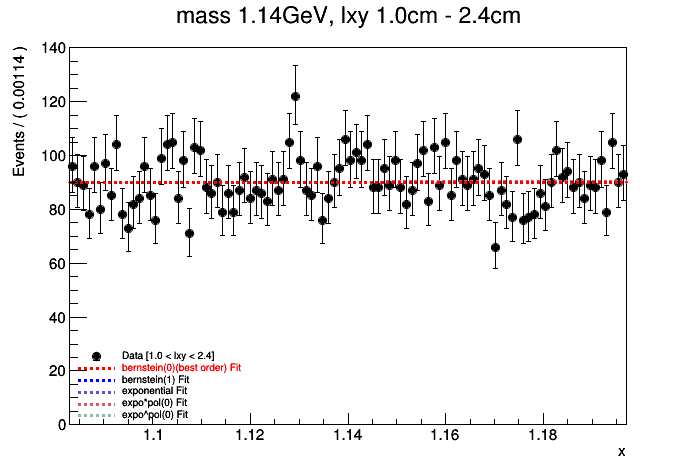 mass 1.14GeV, lxy 1.0cm - 2.4cm
Events / ( 0.00114 )
140
120
100
80
60
40
20
0
Data [1.0 < lxy < 2.4]
bernstein(0)(best order) Fit
bernstein(1) Fit
exponential Fit
expo*pol(0) Fit
expo^pol(0) Fit
1.1 1.12 1.14 1.16 1.18
x